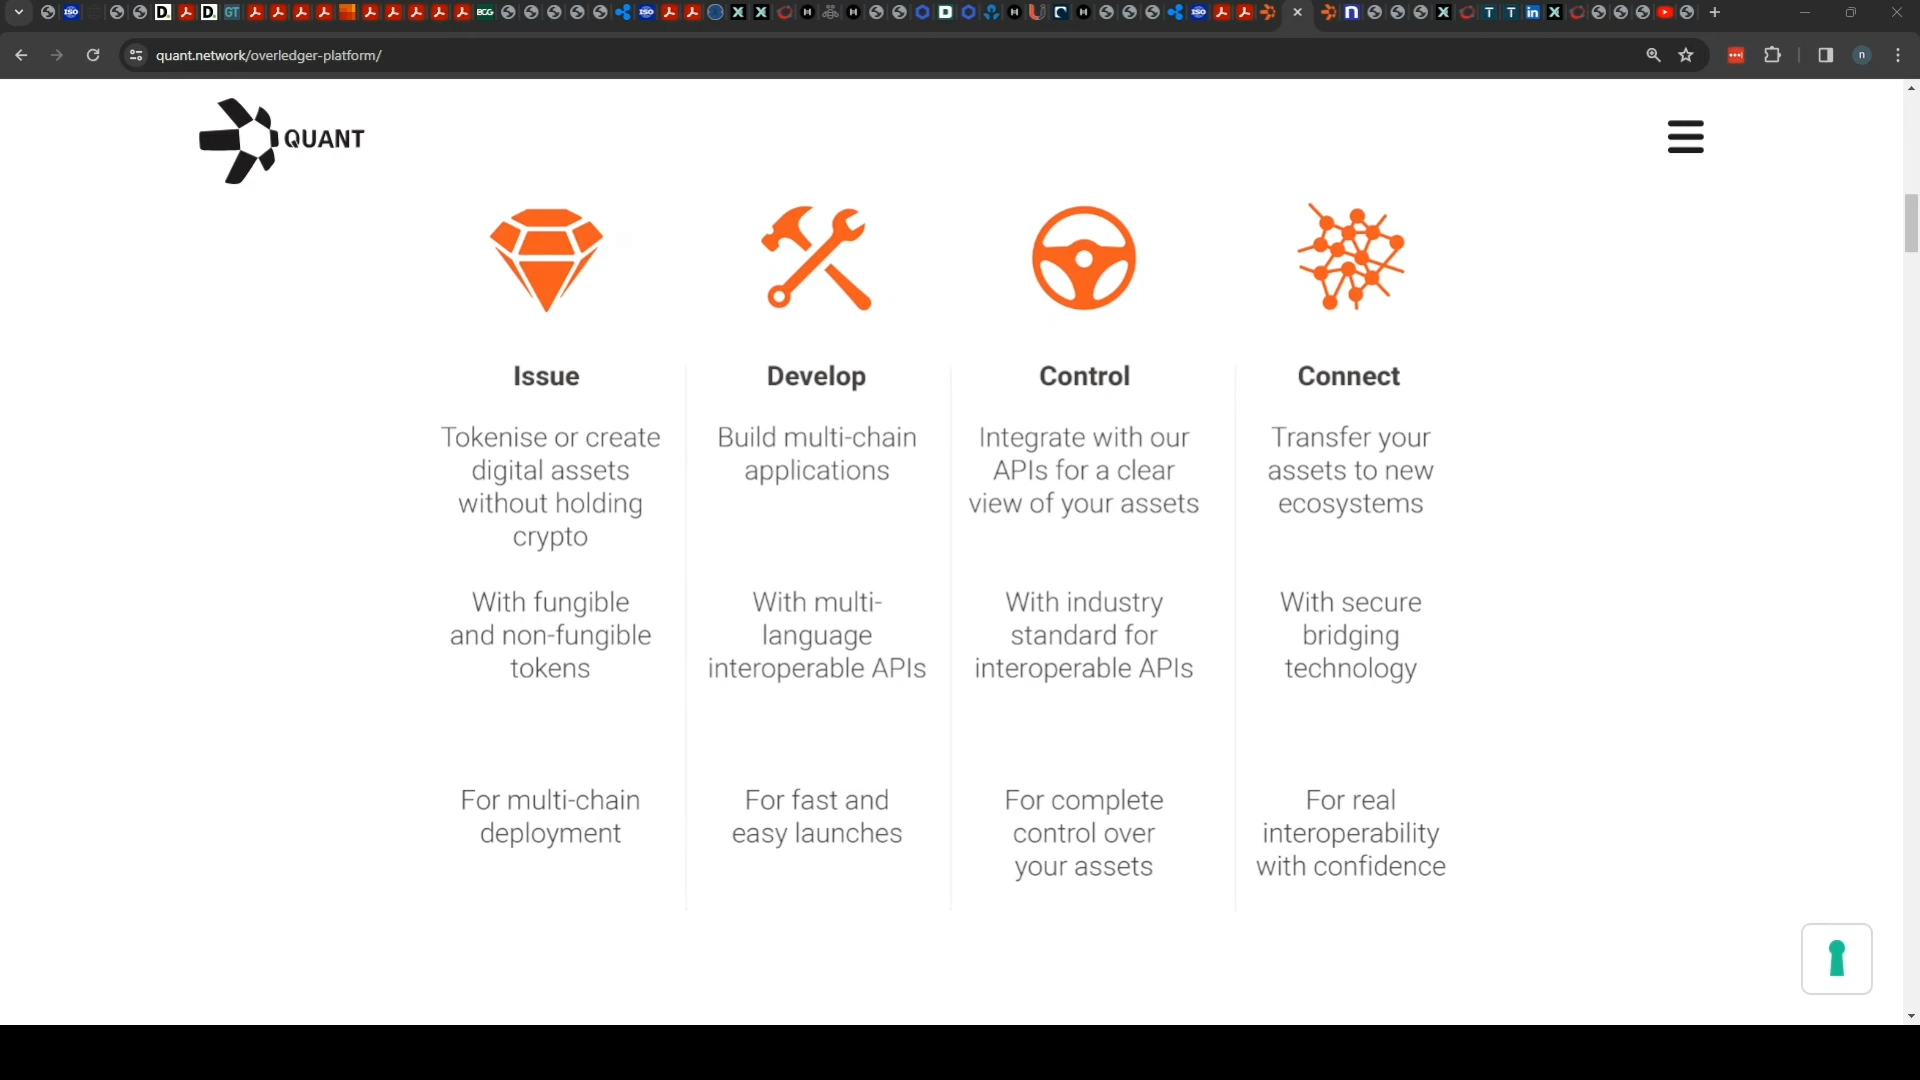 quant.network/overledger-platform/
QUANT
Issue
Tokenise or create
digital assets
without holding
crypto
With fungible
and non-fungible
tokens
For multi-chain
deployment
Develop
Build multi-chain
applications
With multi-
language
interoperable APIs
For fast and
easy launches
Control
Integrate with our
APIs for a clear
view of your assets
With industry
standard for
interoperable APIs
For complete
control over
your assets
Connect
Transfer your
assets to new
ecosystems
With secure
bridging
technology
For real
interoperability
with confidence